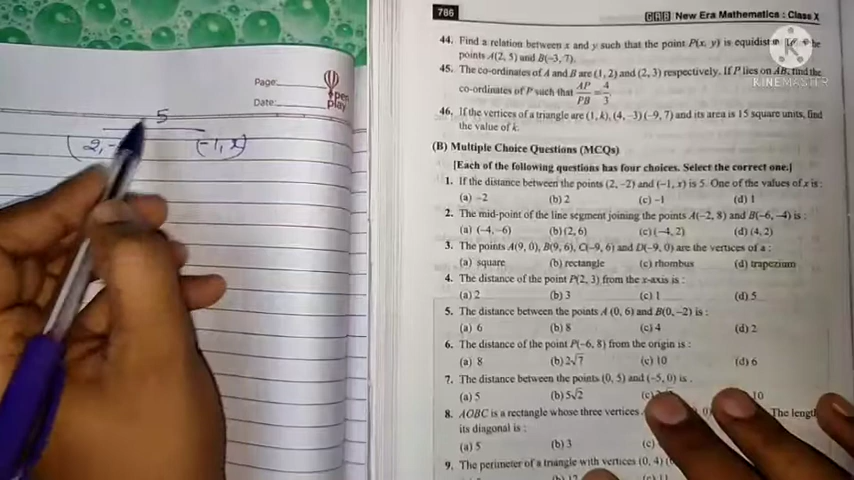 Page:
Date:
pen play
5
(2, -
(-1, x)
786
GRB New Era Mathematics - Class X
K
KINEMASTER
44. Find a relation between x and y such that the point P(x, y) is equidistant
points A(2, 5) and B(-3, 7).
45. The co-ordinates of A and B are (1, 2) and (2, 3) respectively. If P lies on AB, find the
co-ordinates of P such that AP/PB = 4/3
46. If the vertices of a triangle are (1, k), (4, -3) (-9, 7) and its area is 15 square units, find
the value of k.
(B) Multiple Choice Questions (MCQs)
[Each of the following questions has four choices. Select the correct one.]
1. If the distance between the points (2, -2) and (-1, x) is 5. One of the values of x is :
(a) -2 (b) 2 (c) -1 (d) 1
2. The mid-point of the line segment joining the points A(-2, 8) and B(-6, -4) is :
(a) (-4, -6) (b) (2, 6) (c) (-4, 2) (d) (4, 2)
3. The points A(9, 0), B(9, 6), C(-9, 6) and D(-9, 0) are the vertices of a :
(a) square (b) rectangle (c) rhombus (d) trapezium
4. The distance of the point P(2, 3) from the x-axis is :
(a) 2 (b) 3 (c) 1 (d) 5
5. The distance between the points A (0, 6) and B(0, -2) is :
(a) 6 (b) 8 (c) 4 (d) 2
6. The distance of the point P(-6, 8) from the origin is :
(a) 8 (b) 2√7 (c) 10 (d) 6
7. The distance between the points (0, 5) and (-5, 0) is
(a) 5 (b) 5√2 (c) 10
8. AOBC is a rectangle whose three vertices The length
its diagonal is :
(a) 5 (b) 3 (c)
9. The perimeter of a triangle with vertices (0, 4)
(b) 12 (c) 11